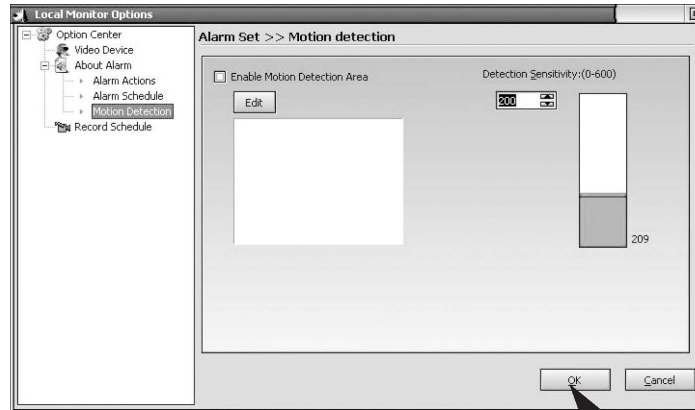 Local Monitor Options
Option Center
Video Device
About Alarm
Alarm Actions
Alarm Schedule
Motion Detection
Record Schedule
Alarm Set >> Motion detection
Enable Motion Detection Area
Edit
Detection Sensitivity:(0-600)
200
209
OK
Cancel